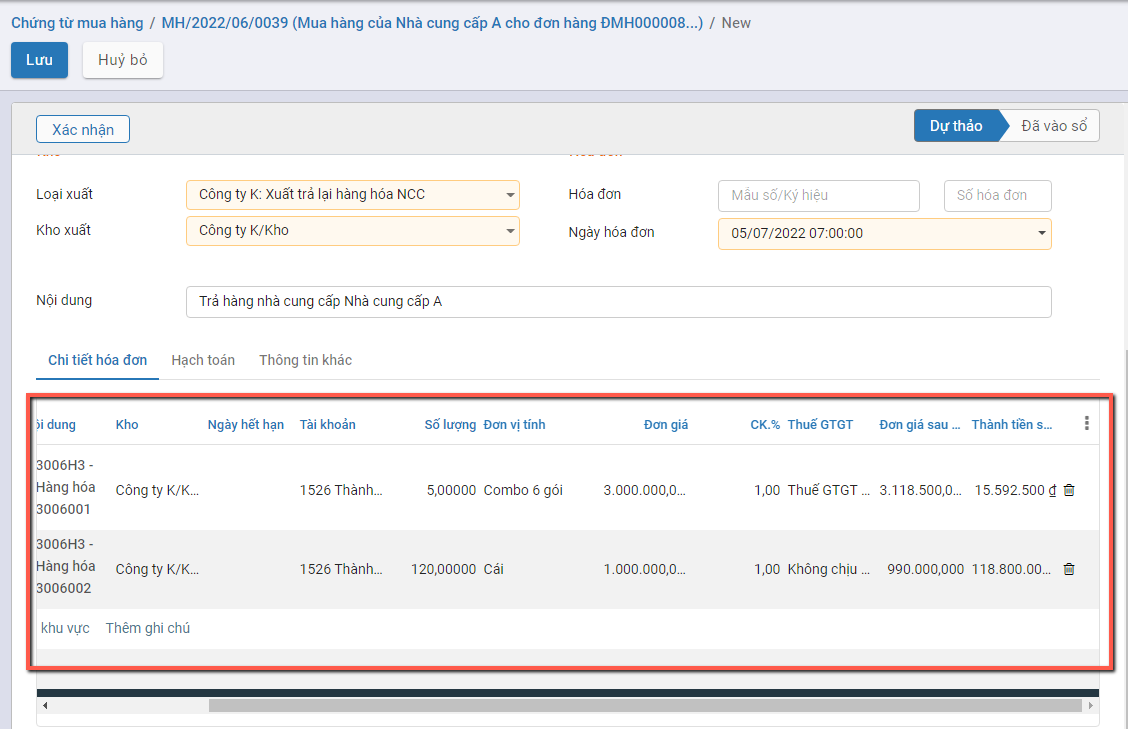 Chứng từ mua hàng / MH/2022/06/0039 (Mua hàng của Nhà cung cấp A cho đơn hàng ĐMH000008...) / New
Lưu Huỷ bỏ
Xác nhận Dự thảo Đã vào sổ
Loại xuất Công ty K: Xuất trả lại hàng hóa NCC Hóa đơn Mẫu số/Ký hiệu Số hóa đơn
Kho xuất Công ty K/Kho Ngày hóa đơn 05/07/2022 07:00:00
Nội dung Trả hàng nhà cung cấp Nhà cung cấp A
Chi tiết hóa đơn Hạch toán Thông tin khác
dung Kho Ngày hết hạn Tài khoản Số lượng Đơn vị tính Đơn giá CK.% Thuế GTGT Đơn giá sau ... Thành tiền s...
3006H3 -
Hàng hóa
3006001
Công ty K/K... 1526 Thành... 5,00000 Combo 6 gói 3.000.000,0... 1,00 Thuế GTGT ... 3.118.500,0... 15.592.500 ₫
3006H3 -
Hàng hóa
3006002
Công ty K/K... 1526 Thành... 120,00000 Cái 1.000.000,0... 1,00 Không chịu ... 990.000,000 118.800.00...
khu vực Thêm ghi chú